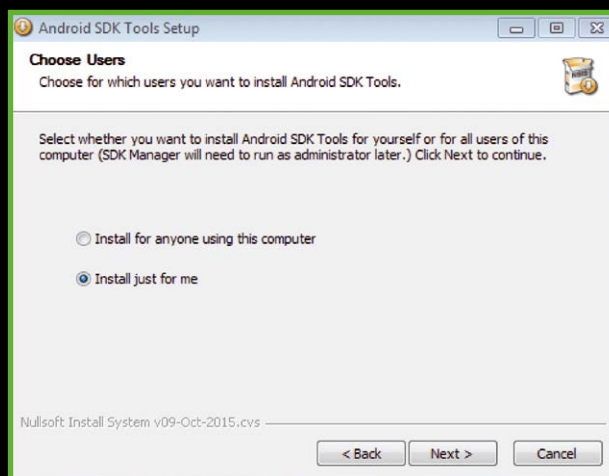 Android SDK Tools Setup
Choose Users
Choose for which users you want to install Android SDK Tools.
Select whether you want to install Android SDK Tools for yourself or for all users of this
computer (SDK Manager will need to run as administrator later.) Click Next to continue.
Install for anyone using this computer
Install just for me
Nullsoft Install System v09-Oct-2015.cvs
< Back Next > Cancel